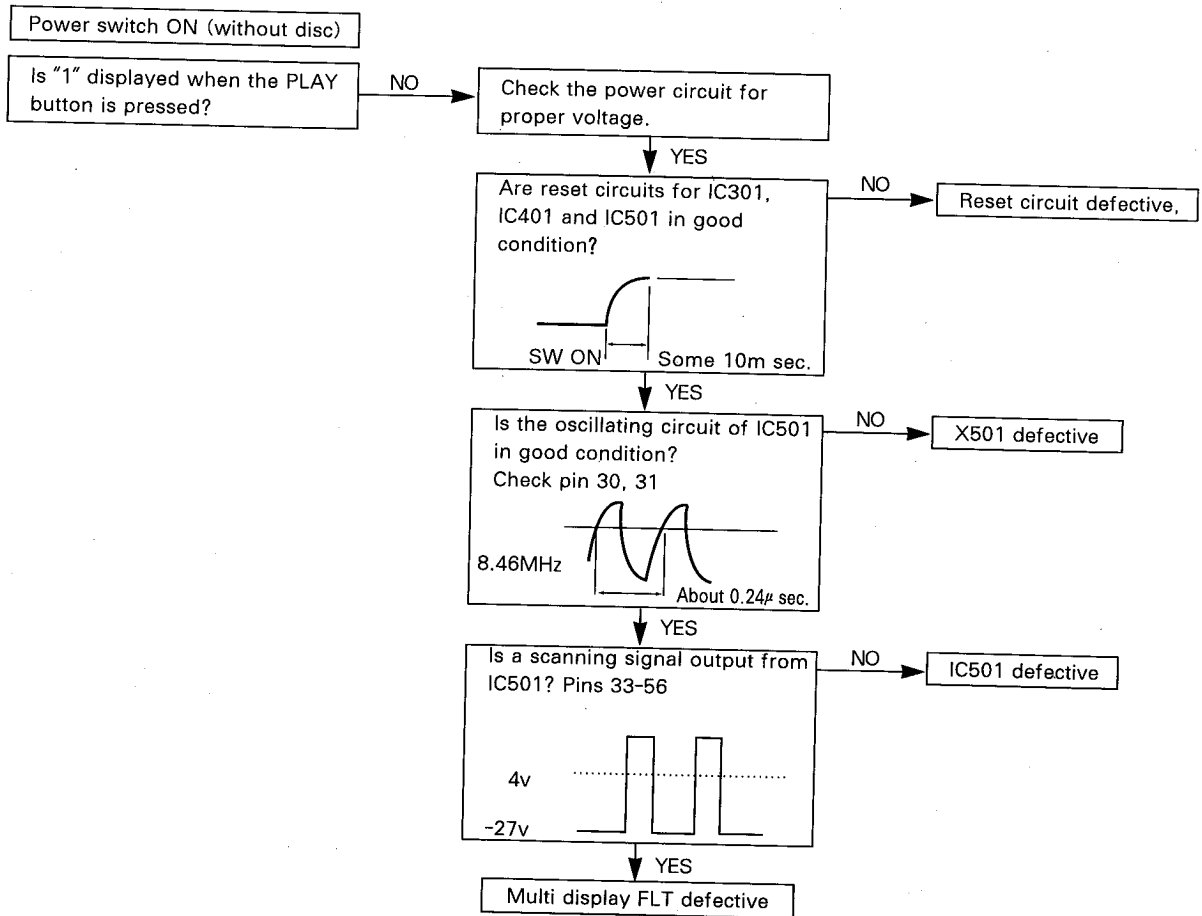 Power switch ON (without disc)
Is "1" displayed when the PLAY
button is pressed?
NO
Check the power circuit for
proper voltage.
YES
Are reset circuits for IC301,
IC401 and IC501 in good
condition?
NO
Reset circuit defective,
SW ON
Some 10m sec.
YES
Is the oscillating circuit of IC501
in good condition?
Check pin 30, 31
NO
X501 defective
8.46MHz
About 0.24μ sec.
YES
Is a scanning signal output from
IC501? Pins 33-56
NO
IC501 defective
4v
-27v
YES
Multi display FLT defective